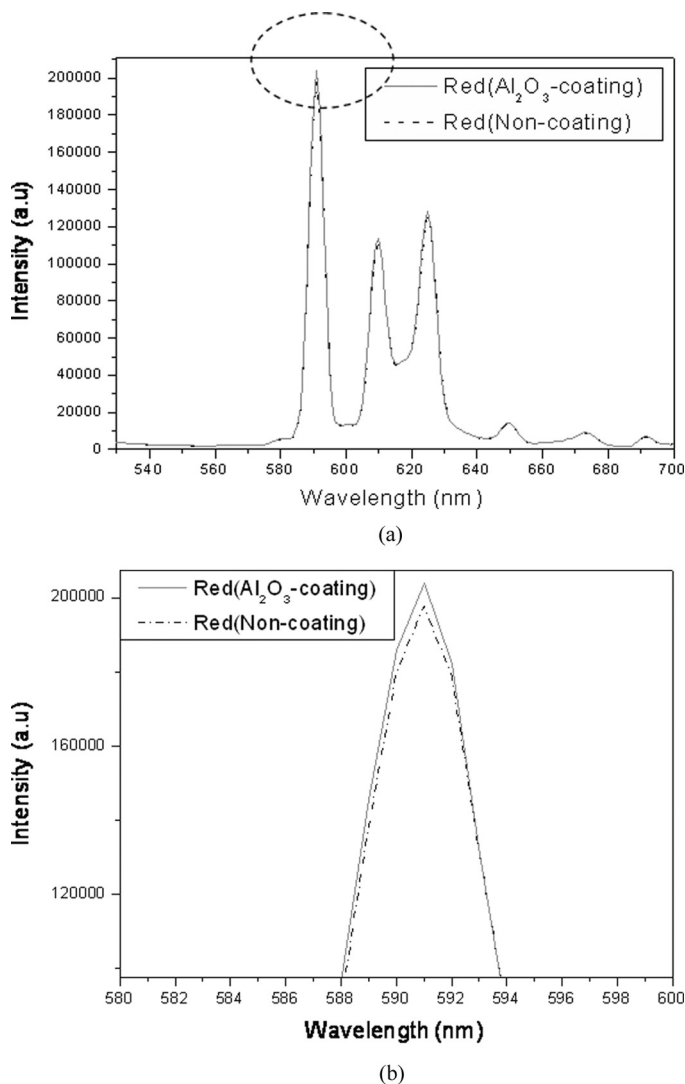 200000
180000
160000
140000
120000
100000
80000
60000
40000
20000
0
Intensity (a.u)
Red(Al₂O₃-coating)
Red(Non-coating)
540 560 580 600 620 640 660 680 700
Wavelength (nm)
(a)
Red(Al₂O₃-coating)
Red(Non-coating)
200000
160000
120000
Intensity (a.u)
580 582 584 586 588 590 592 594 596 598 600
Wavelength (nm)
(b)